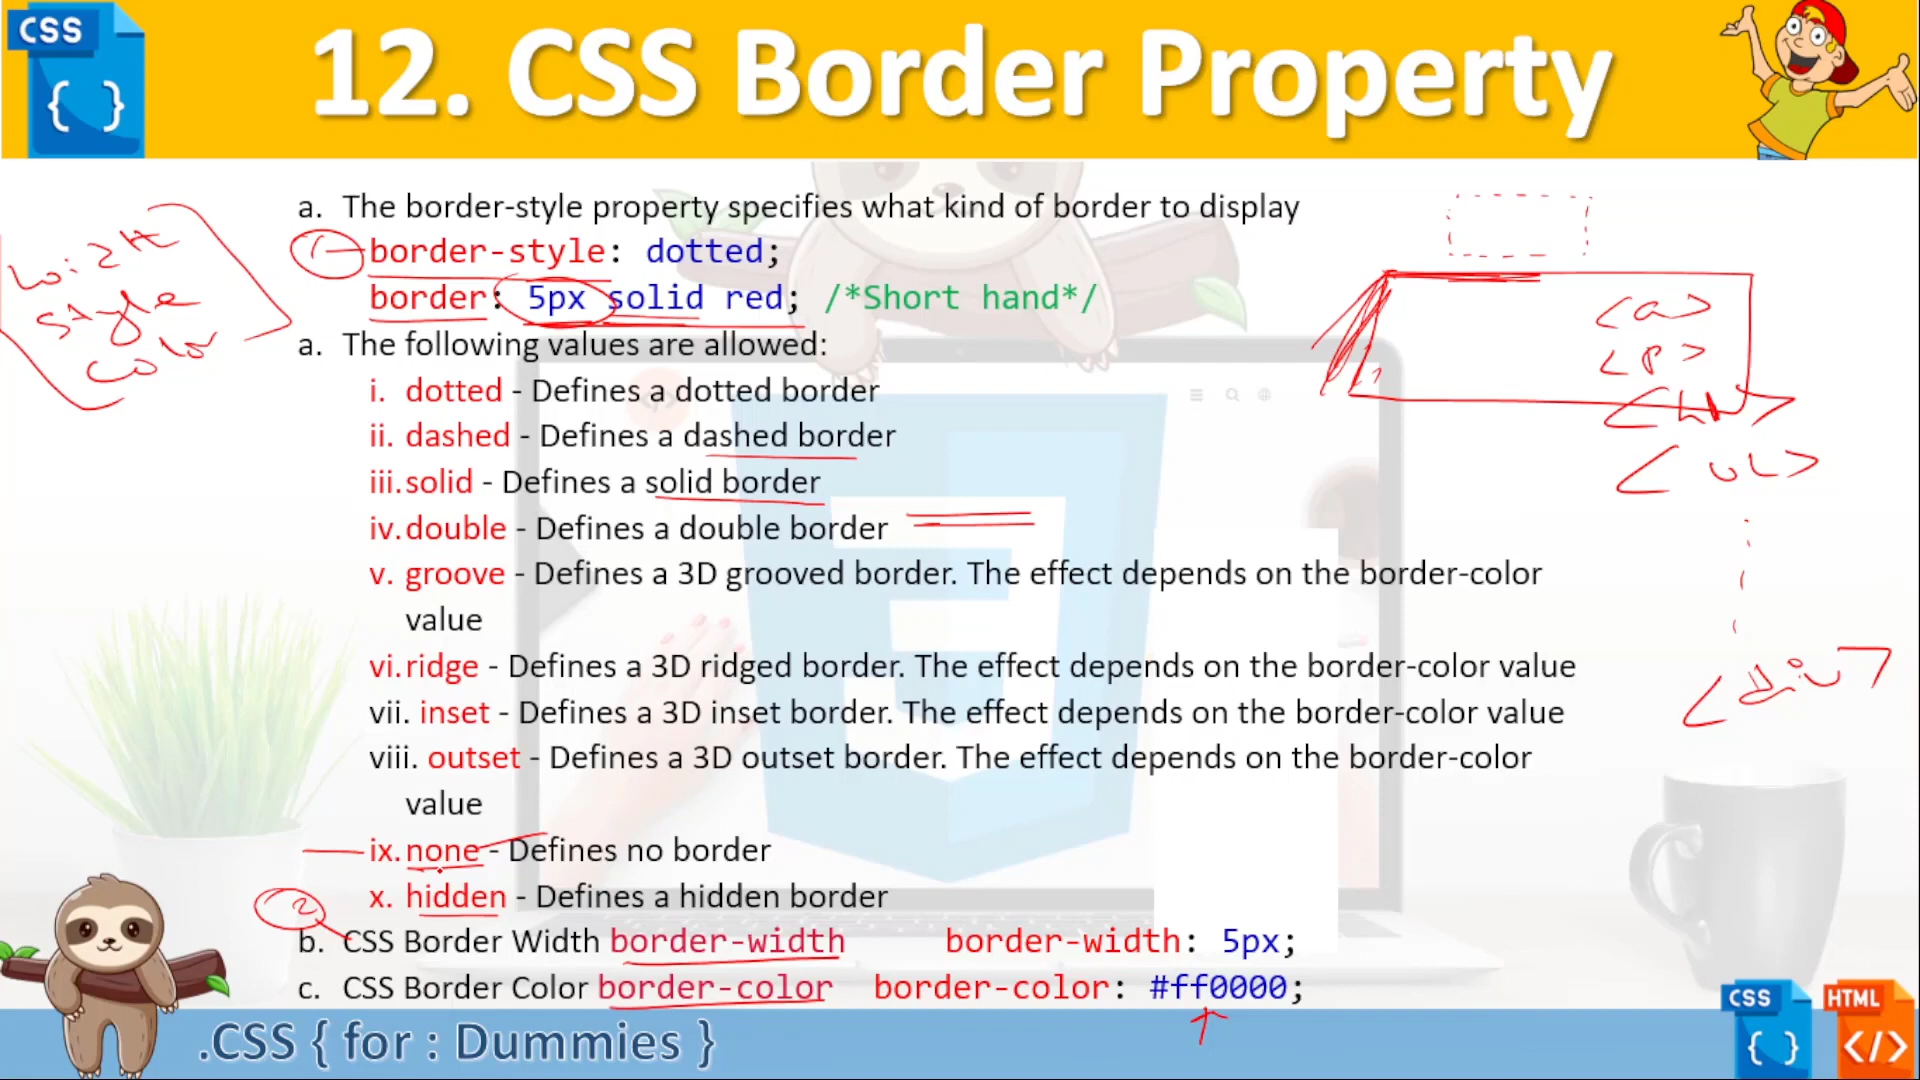 CSS
{ }
12. CSS Border Property
a. The border-style property specifies what kind of border to display
1
border-style: dotted;
border: 5px solid red; /*Short hand*/
style
color
<a>
<p>
a. The following values are allowed:
i. dotted - Defines a dotted border
ii. dashed - Defines a dashed border
iii. solid - Defines a solid border
<ul>
iv. double - Defines a double border
v. groove - Defines a 3D grooved border. The effect depends on the border-color
value
vi. ridge - Defines a 3D ridged border. The effect depends on the border-color value
<div>
vii. inset - Defines a 3D inset border. The effect depends on the border-color value
viii. outset - Defines a 3D outset border. The effect depends on the border-color
value
ix. none - Defines no border
x. hidden - Defines a hidden border
2
b. CSS Border Width border-width border-width: 5px;
c. CSS Border Color border-color border-color: #ff0000;
.CSS { for : Dummies }
CSS
{ }
HTML
</>